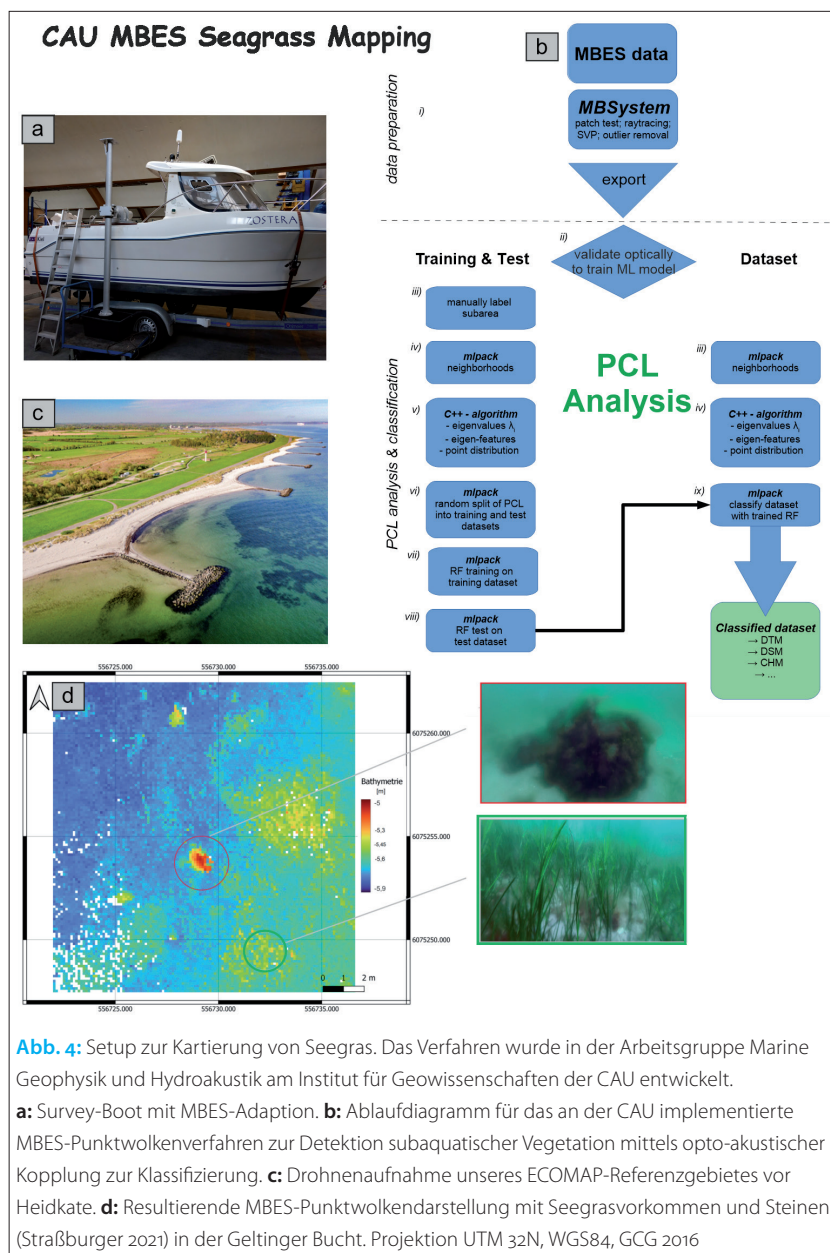 CAU MBES Seagrass Mapping
a
OSTERA
b
MBES data
data preparation
i)
MBSystem
patch test; raytracing;
SVP; outlier removal
export
ii)
validate optically
to train ML model
Training & Test
Dataset
PCL analysis & classification
iii)
manually label
subarea
iv)
mlpack
neighborhoods
v)
C++ - algorithm
- eigenvalues λi
- eigen-features
- point distribution
vi)
mlpack
random split of PCL
into training and test
datasets
vii)
mlpack
RF training on
training dataset
viii)
mlpack
RF test on
test dataset
PCL
Analysis
iii)
mlpack
neighborhoods
iv)
C++ - algorithm
- eigenvalues λi
- eigen-features
- point distribution
ix)
mlpack
classify dataset
with trained RF
Classified dataset
→ DTM
→ DSM
→ CHM
→ ...
c
d
556725.000 556730.000 556735.000
6075260.000
6075255.000
6075250.000
Bathymetrie
[m]
-5
-5,3
-5,45
-5,6
-5,9
0 1 2 m
556725.000 556730.000 556735.000
Abb. 4: Setup zur Kartierung von Seegras. Das Verfahren wurde in der Arbeitsgruppe Marine
Geophysik und Hydroakustik am Institut für Geowissenschaften der CAU entwickelt.
a: Survey-Boot mit MBES-Adaption. b: Ablaufdiagramm für das an der CAU implementierte
MBES-Punktwolkenverfahren zur Detektion subaquatischer Vegetation mittels opto-akustischer
Kopplung zur Klassifizierung. c: Drohnenaufnahme unseres ECOMAP-Referenzgebietes vor
Heidkate. d: Resultierende MBES-Punktwolkendarstellung mit Seegrasvorkommen und Steinen
(Straßburger 2021) in der Geltinger Bucht. Projektion UTM 32N, WGS84, GCG 2016